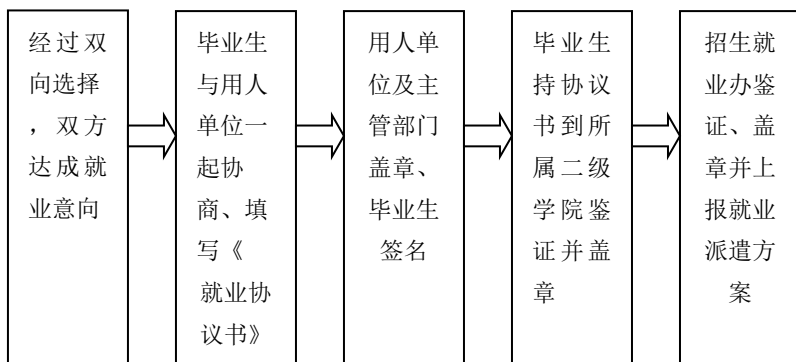 经过双
向选择
，双方
达成就
业意向
毕业生
与用人
单位一
起协
商、填
写《
就业协
议书》
用人单
位及主
管部门
盖章、
毕业生
签名
毕业生
持协议
书到所
属二级
学院鉴
证并盖
章
招生就
业办鉴
证、盖
章并上
报就业
派遣方
案